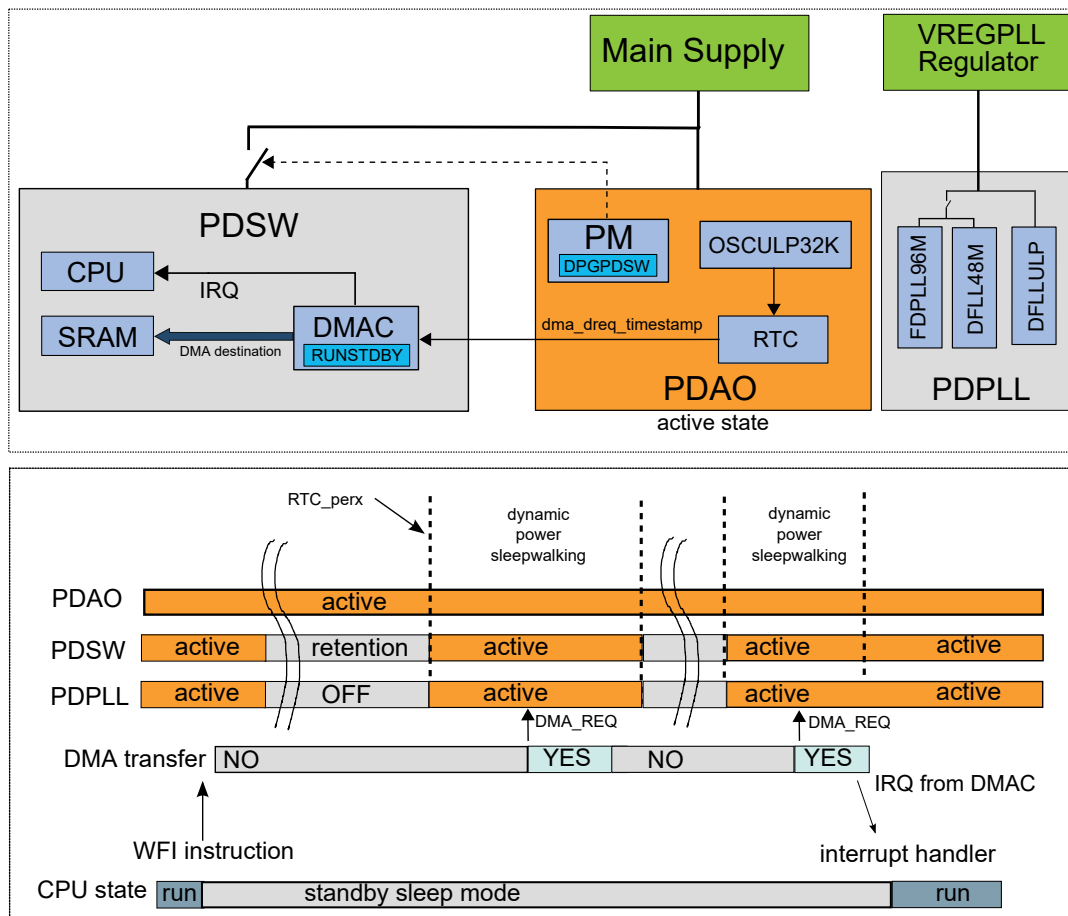 Main Supply
VREGPLL
Regulator
PDSW
CPU
IRQ
SRAM
DMA destination
DMAC
RUNSTDBY
dma_dreq_timestamp
PM
DPGPDSW
OSCULP32K
RTC
PDAO
active state
FDPLL96M
DFLL48M
DFLLULP
PDPLL
RTC_perx
dynamic
power
sleepwalking
dynamic
power
sleepwalking
PDAO
active
PDSW
active
retention
active
active
active
PDPLL
active
OFF
active
active
active
DMA_REQ
DMA_REQ
DMA transfer
NO
YES
NO
YES
IRQ from DMAC
WFI instruction
interrupt handler
CPU state
run
standby sleep mode
run